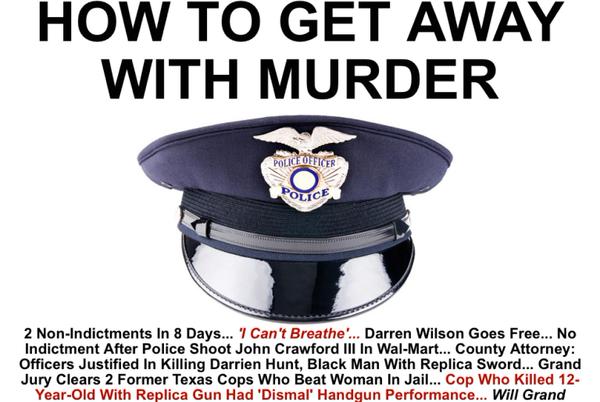 HOW TO GET AWAY
WITH MURDER
POLICE OFFICER
POLICE
2 Non-Indictments In 8 Days... 'I Can't Breathe'... Darren Wilson Goes Free... No
Indictment After Police Shoot John Crawford III In Wal-Mart... County Attorney:
Officers Justified In Killing Darrien Hunt, Black Man With Replica Sword... Grand
Jury Clears 2 Former Texas Cops Who Beat Woman In Jail... Cop Who Killed 12-
Year-Old With Replica Gun Had 'Dismal' Handgun Performance... Will Grand